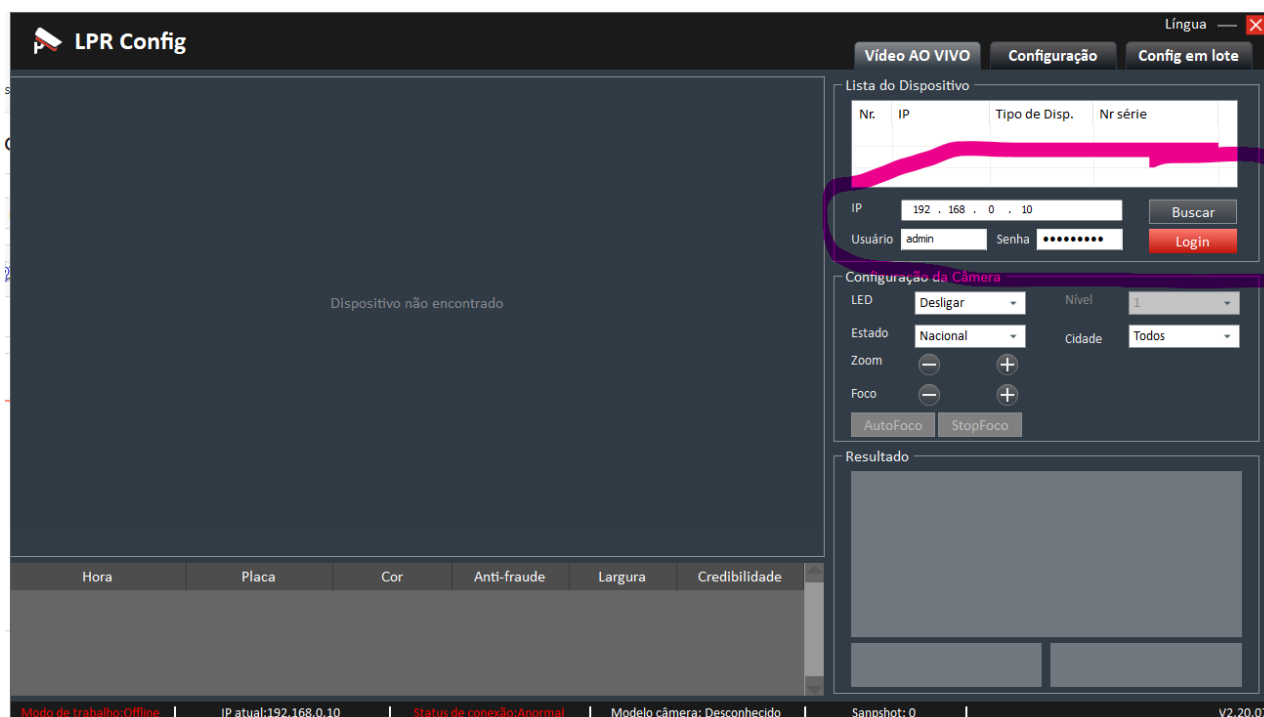 LPR Config
Língua
Vídeo AO VIVO
Configuração
Config em lote
Lista do Dispositivo
Nr. IP Tipo de Disp. Nr série
IP 192 . 168 . 0 . 10 Buscar
Usuário admin Senha ••••••••• Login
Configuração da Câmera
LED Desligar Nível 1
Estado Nacional Cidade Todos
Zoom
Foco
AutoFoco StopFoco
Dispositivo não encontrado
Resultado
Hora Placa Cor Anti-fraude Largura Credibilidade
Modo de trabalho:Offline IP atual:192.168.0.10 Status de conexão:Anormal Modelo câmera: Desconhecido Sanpshot: 0